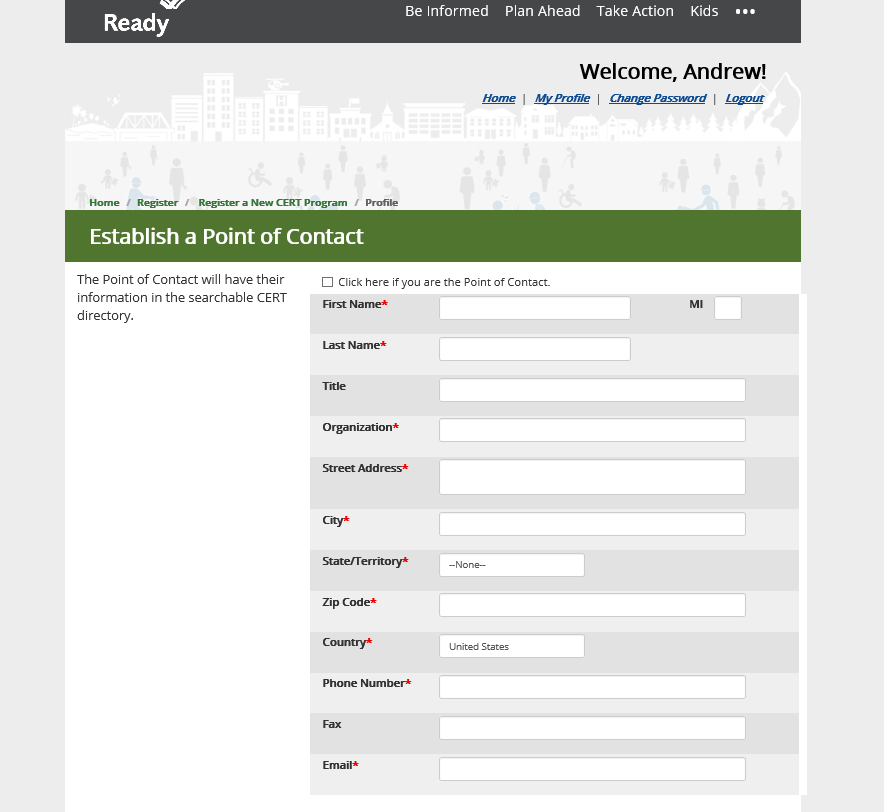 Ready
Be Informed Plan Ahead Take Action Kids •••
Welcome, Andrew!
Home | My Profile | Change Password | Logout
Home / Register / Register a New CERT Program / Profile
Establish a Point of Contact
The Point of Contact will have their
information in the searchable CERT
directory.
Click here if you are the Point of Contact.
First Name* MI
Last Name*
Title
Organization*
Street Address*
City*
State/Territory* --None--
Zip Code*
Country* United States
Phone Number*
Fax
Email*